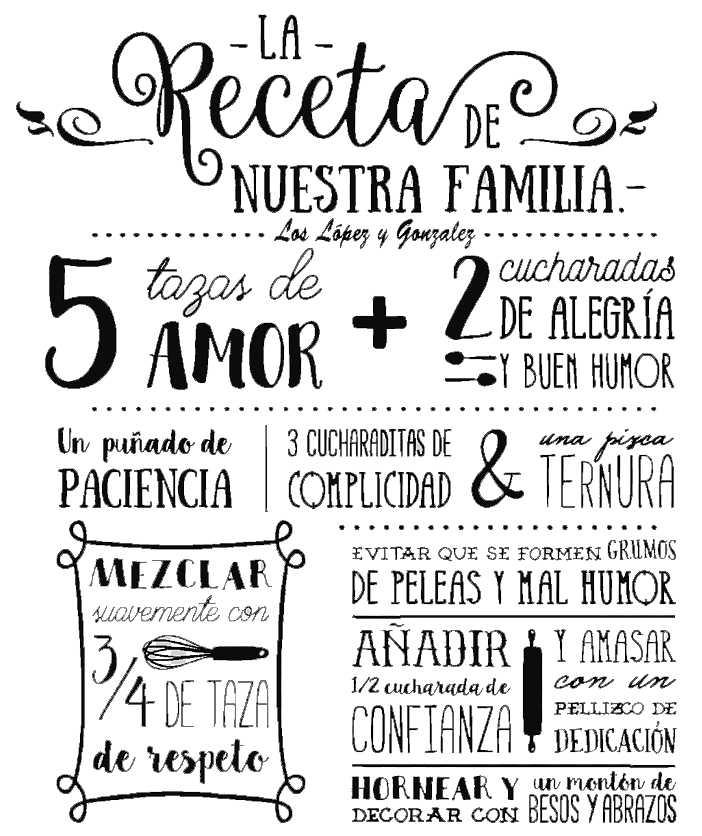 - LA -
Receta DE
NUESTRA FAMILIA.-
Los López y Gonzalez
5 tazas de
AMOR
+
2 cucharadas
DE ALEGRÍA
Y BUEN HUMOR
Un puñado de
PACIENCIA
3 CUCHARADITAS DE
COMPLICIDAD
&
una pizca
TERNURA
MEZCLAR
suavemente con
3/4 DE TAZA
de respeto
EVITAR QUE SE FORMEN GRUMOS
DE PELEAS Y MAL HUMOR
AÑADIR
1/2 cucharada de
CONFIANZA
Y AMASAR
con un
PELLIZCO DE
DEDICACIÓN
HORNEAR Y un montón de
DECORAR CON BESOS Y ABRAZOS